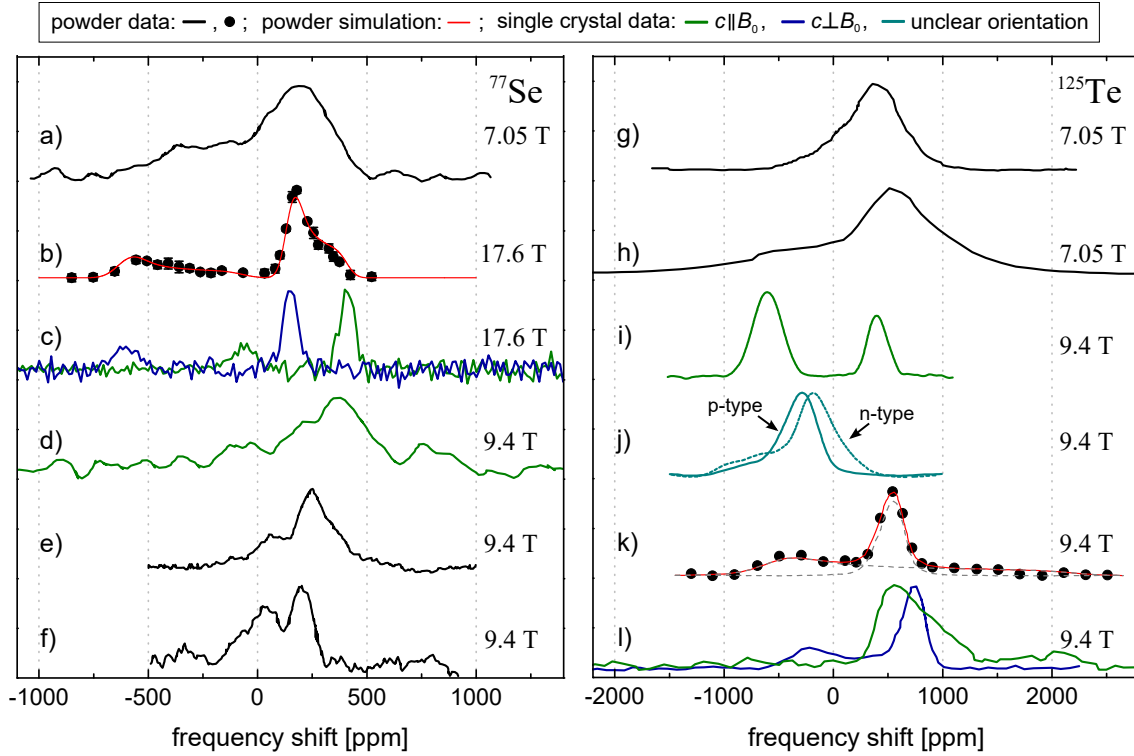 powder data: , ; powder simulation: ; single crystal data: c∥B₀, c⊥B₀, unclear orientation
⁷⁷Se
a)
7.05 T
b)
17.6 T
c)
17.6 T
d)
9.4 T
e)
9.4 T
f)
9.4 T
-1000 -500 0 500 1000
frequency shift [ppm]
¹²⁵Te
g)
7.05 T
h)
7.05 T
i)
9.4 T
j)
p-type
n-type
9.4 T
k)
9.4 T
l)
9.4 T
-2000 -1000 0 1000 2000
frequency shift [ppm]